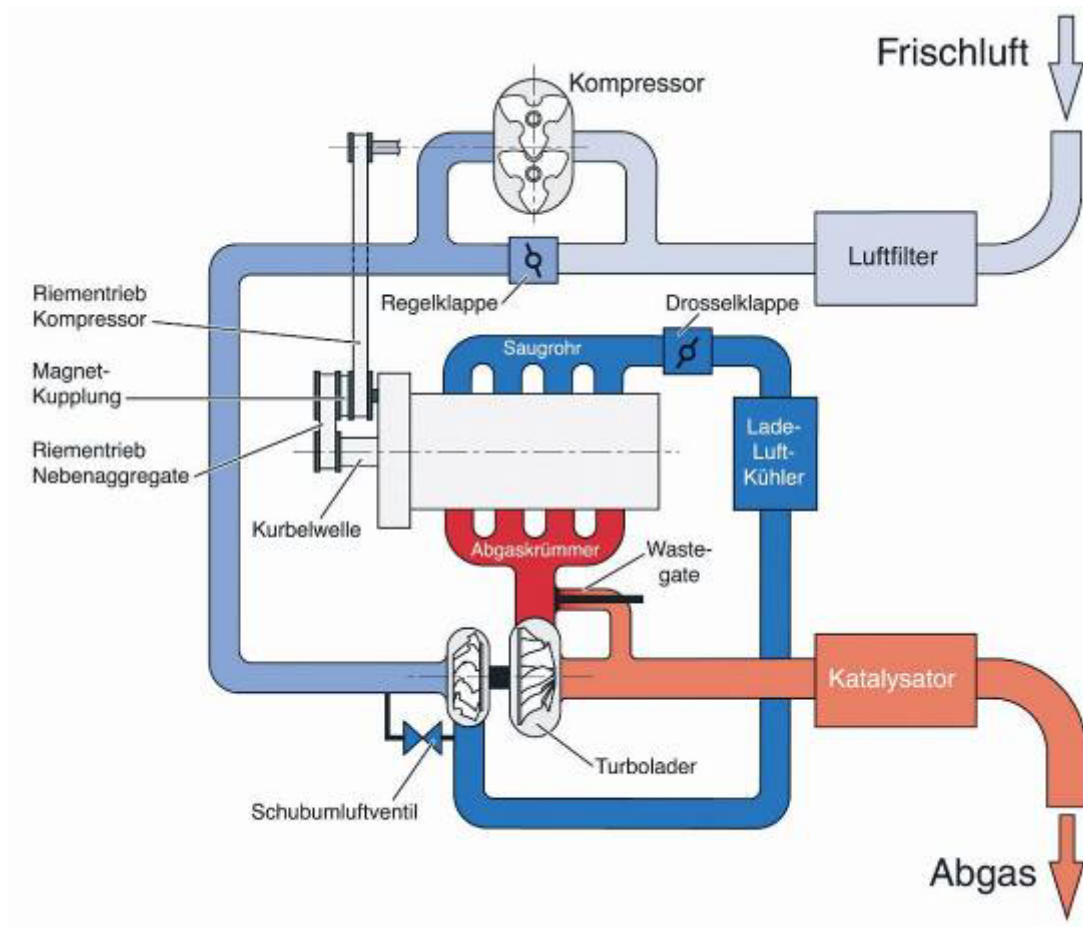 Frischluft
Kompressor
Luftfilter
Riementrieb
Kompressor
Regelklappe
Drosselklappe
Saugrohr
Magnet-
Kupplung
Lade-
Luft-
Kühler
Riementrieb
Nebenaggregate
Kurbelwelle
Abgaskrümmer
Waste-
gate
Katalysator
Turbolader
Schubumluftventil
Abgas